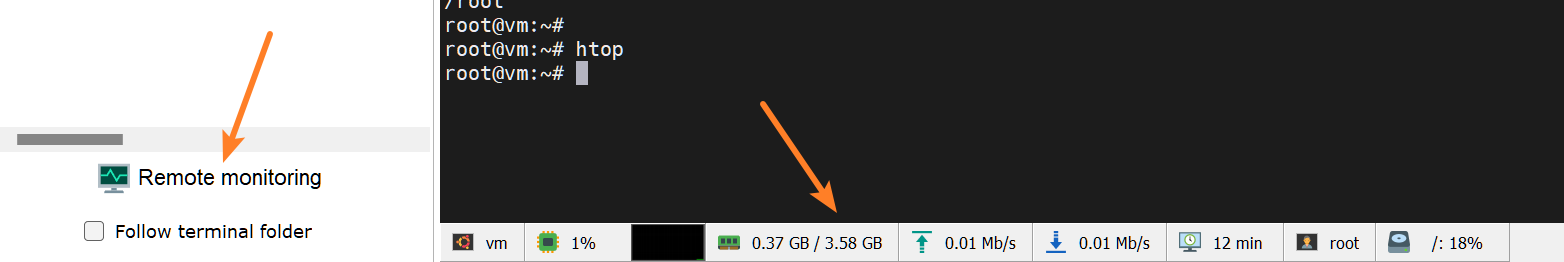 /root
root@vm:~#
root@vm:~# htop
root@vm:~#
Remote monitoring
Follow terminal folder
vm 1% 0.37 GB / 3.58 GB 0.01 Mb/s 0.01 Mb/s 12 min root /: 18%